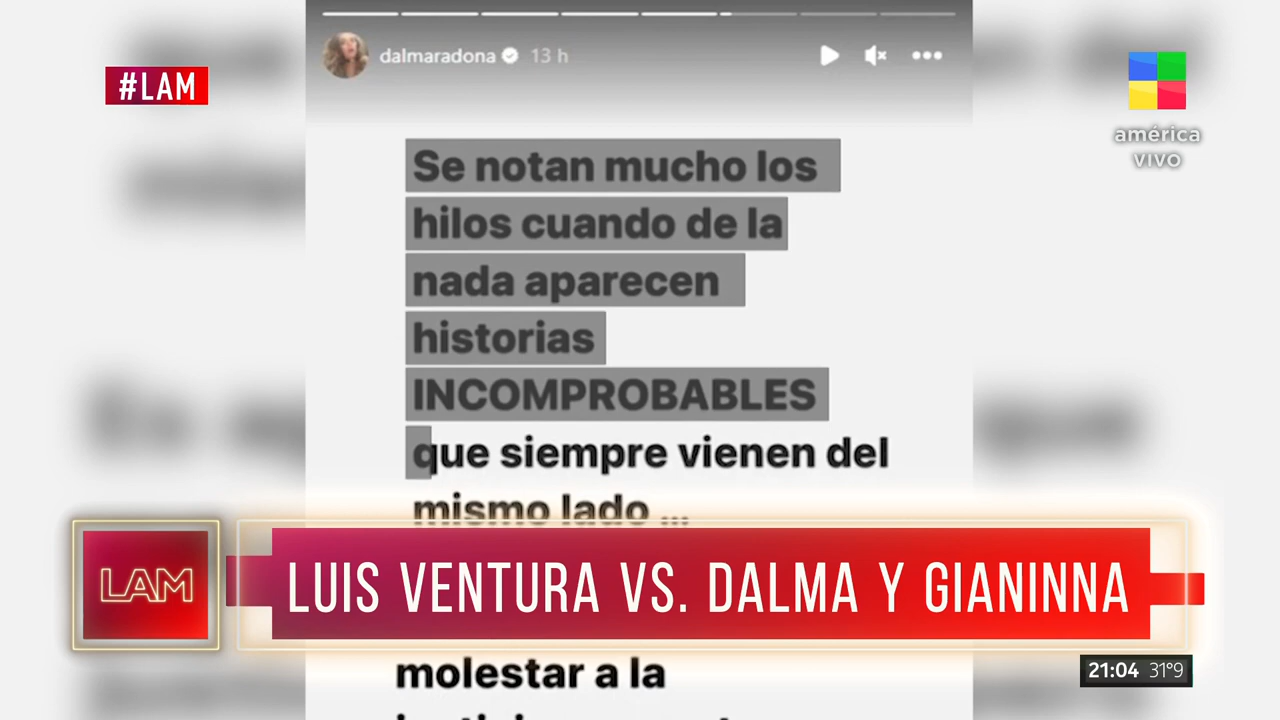 dalmaradona 13 h
#LAM
américa
VIVO
Se notan mucho los
hilos cuando de la
nada aparecen
historias
INCOMPROBABLES
que siempre vienen del
mismo lado ...
LAM
LUIS VENTURA VS. DALMA Y GIANINNA
molestar a la
21:04 31°9